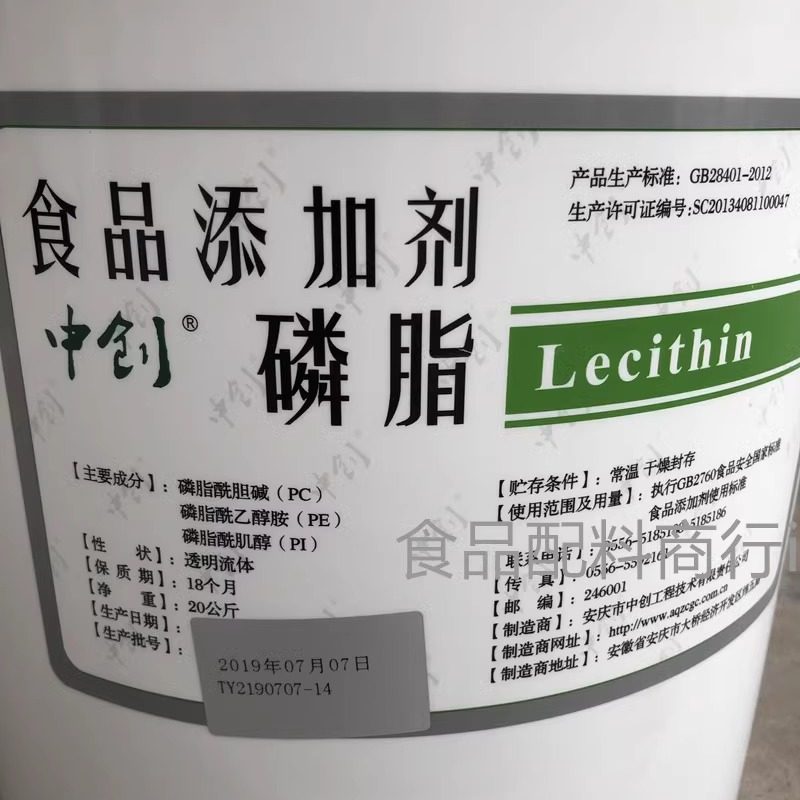 产品生产标准：GB28401-2012
生产许可证编号:SC20134081100047
食品添加剂
中创® 磷脂
Lecithin
【主要成分】：磷脂酰胆碱（PC）
磷脂酰乙醇胺（PE）
磷脂酰肌醇（PI）
【性 状】：透明流体
【保 质 期】：18个月
【净 重】：20公斤
【生产日期】：
【生产批号】：
2019年07月07日
TY2190707-14
【贮存条件】：常温 干燥封存
【使用范围及用量】：执行GB2760食品安全国家标准
食品添加剂使用标准
【联系电话】：0556-5185186
【传 真】：
【邮 编】：246001
【制造商】：安庆市中创工程技术有限责任公司
【制造商网址】：http://www.aqzcgc.com.cn
【制造商地址】：安徽省安庆市大桥经济开发区
食品配料商行